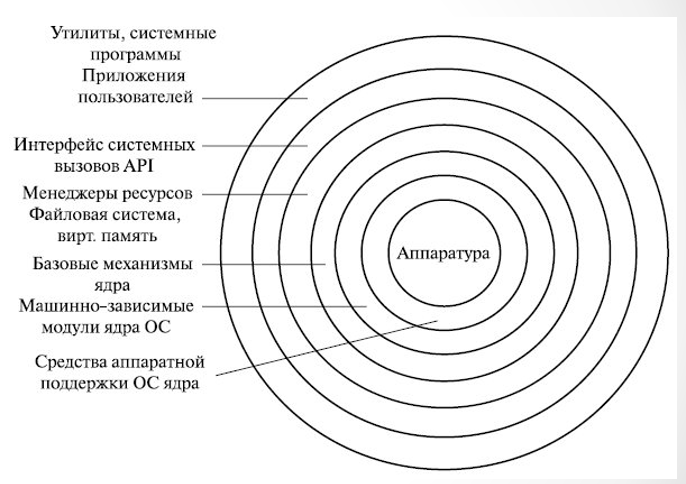 Утилиты, системные
программы
Приложения
пользователей
Интерфейс системных
вызовов API
Менеджеры ресурсов
Файловая система,
вирт. память
Базовые механизмы
ядра
Машинно-зависимые
модули ядра ОС
Средства аппаратной
поддержки ОС ядра
Аппаратура